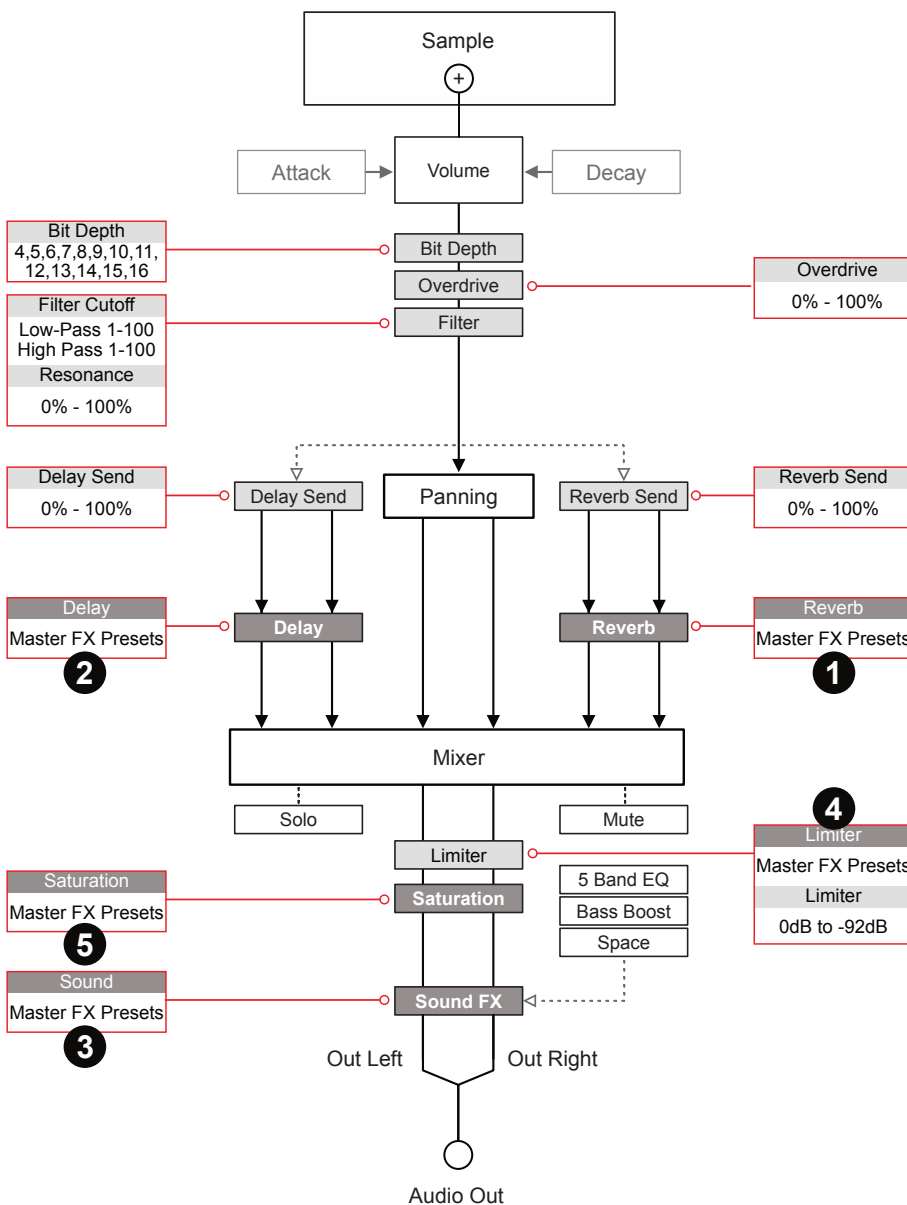 Sample
+
Attack
Volume
Decay
Bit Depth
4,5,6,7,8,9,10,11,
12,13,14,15,16
Bit Depth
Overdrive
Filter
Overdrive
0% - 100%
Filter Cutoff
Low-Pass 1-100
High Pass 1-100
Resonance
0% - 100%
Delay Send
0% - 100%
Delay Send
Panning
Reverb Send
Reverb Send
0% - 100%
Delay
Master FX Presets
2
Delay
Reverb
Reverb
Master FX Presets
1
Mixer
Solo
Mute
4
Limiter
Master FX Presets
Limiter
0dB to -92dB
Limiter
Saturation
5 Band EQ
Bass Boost
Space
Saturation
Master FX Presets
5
Sound
Master FX Presets
3
Sound FX
Out Left
Out Right
Audio Out